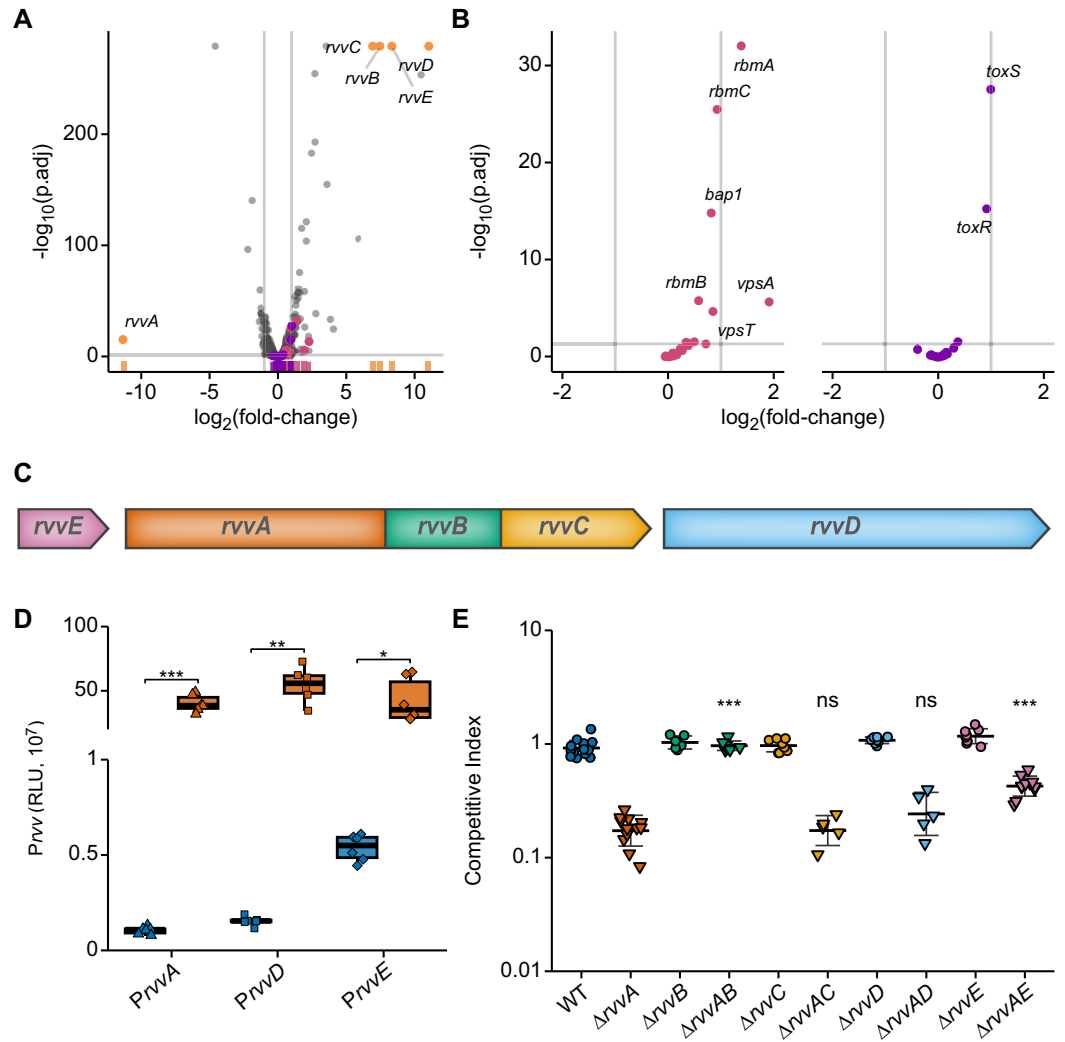 A
-log10(p.adj)
200
100
0
-10
-5
0
5
10
log2(fold-change)
rvvC
rvvB
rvvD
rvvE
rvvA
B
-log10(p.adj)
30
20
10
0
-2
0
2
-2
0
2
log2(fold-change)
rbmA
rbmC
bap1
rbmB
vpsA
vpsT
toxS
toxR
C
rvvE
rvvA
rvvB
rvvC
rvvD
D
Prvv (RLU, 10^7)
100
50
1
0.5
0
***
**
*
PrvvA
PrvvD
PrvvE
E
Competitive Index
10
1
0.1
0.01
***
ns
ns
***
WT
ΔrvvA
ΔrvvB
ΔrvvAB
ΔrvvC
ΔrvvAC
ΔrvvD
ΔrvvAD
ΔrvvE
ΔrvvAE